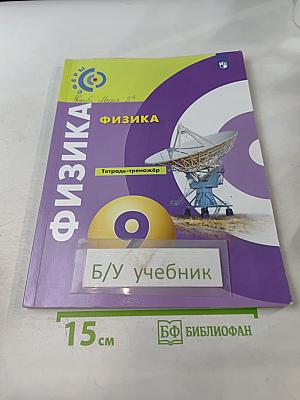 СФЕРЫ
ФИЗИКА
ФИЗИКА
Тетрадь-тренажёр
9
Б/У учебник
15 см
БФ БИБЛИОФАН